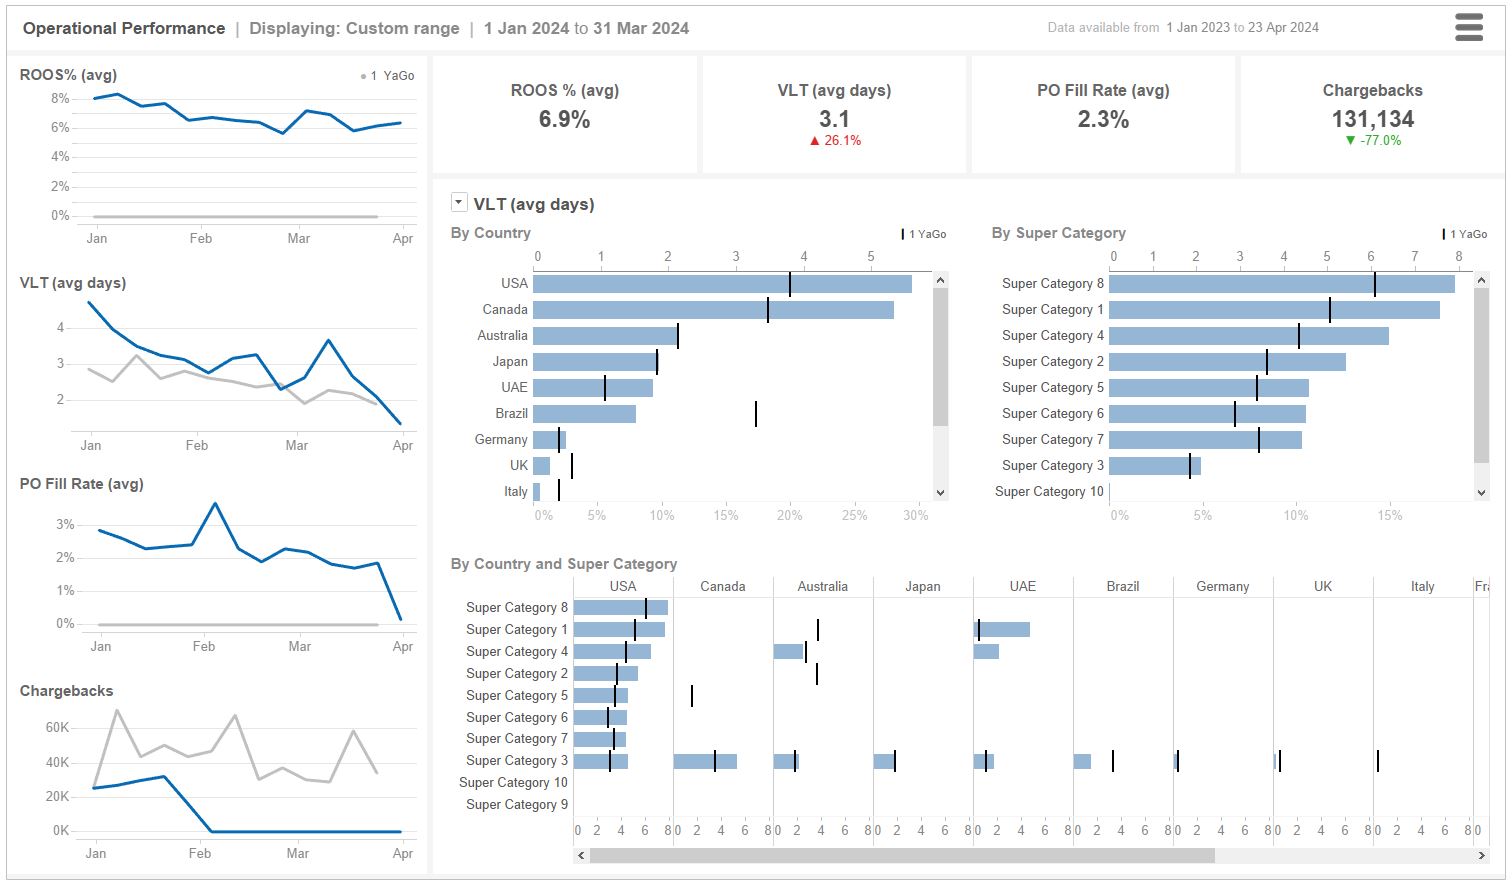 Operational Performance | Displaying: Custom range | 1 Jan 2024 to 31 Mar 2024
Data available from 1 Jan 2023 to 23 Apr 2024
ROOS% (avg)
1 YaGo
8%
6%
4%
2%
0%
Jan Feb Mar Apr
VLT (avg days)
4
3
2
Jan Feb Mar Apr
PO Fill Rate (avg)
3%
2%
1%
0%
Jan Feb Mar Apr
Chargebacks
60K
40K
20K
0K
Jan Feb Mar Apr
ROOS % (avg)
6.9%
VLT (avg days)
3.1
▲ 26.1%
PO Fill Rate (avg)
2.3%
Chargebacks
131,134
▼ -77.0%
VLT (avg days)
By Country
1 YaGo
0 1 2 3 4 5
USA
Canada
Australia
Japan
UAE
Brazil
Germany
UK
Italy
0% 5% 10% 15% 20% 25% 30%
By Super Category
1 YaGo
0 1 2 3 4 5 6 7 8
Super Category 8
Super Category 1
Super Category 4
Super Category 2
Super Category 5
Super Category 6
Super Category 7
Super Category 3
Super Category 10
0% 5% 10% 15%
By Country and Super Category
USA Canada Australia Japan UAE Brazil Germany UK Italy Fra
Super Category 8
Super Category 1
Super Category 4
Super Category 2
Super Category 5
Super Category 6
Super Category 7
Super Category 3
Super Category 10
Super Category 9
0 2 4 6 8 0 2 4 6 8 0 2 4 6 8 0 2 4 6 8 0 2 4 6 8 0 2 4 6 8 0 2 4 6 8 0 2 4 6 8 0 2 4 6 8 0